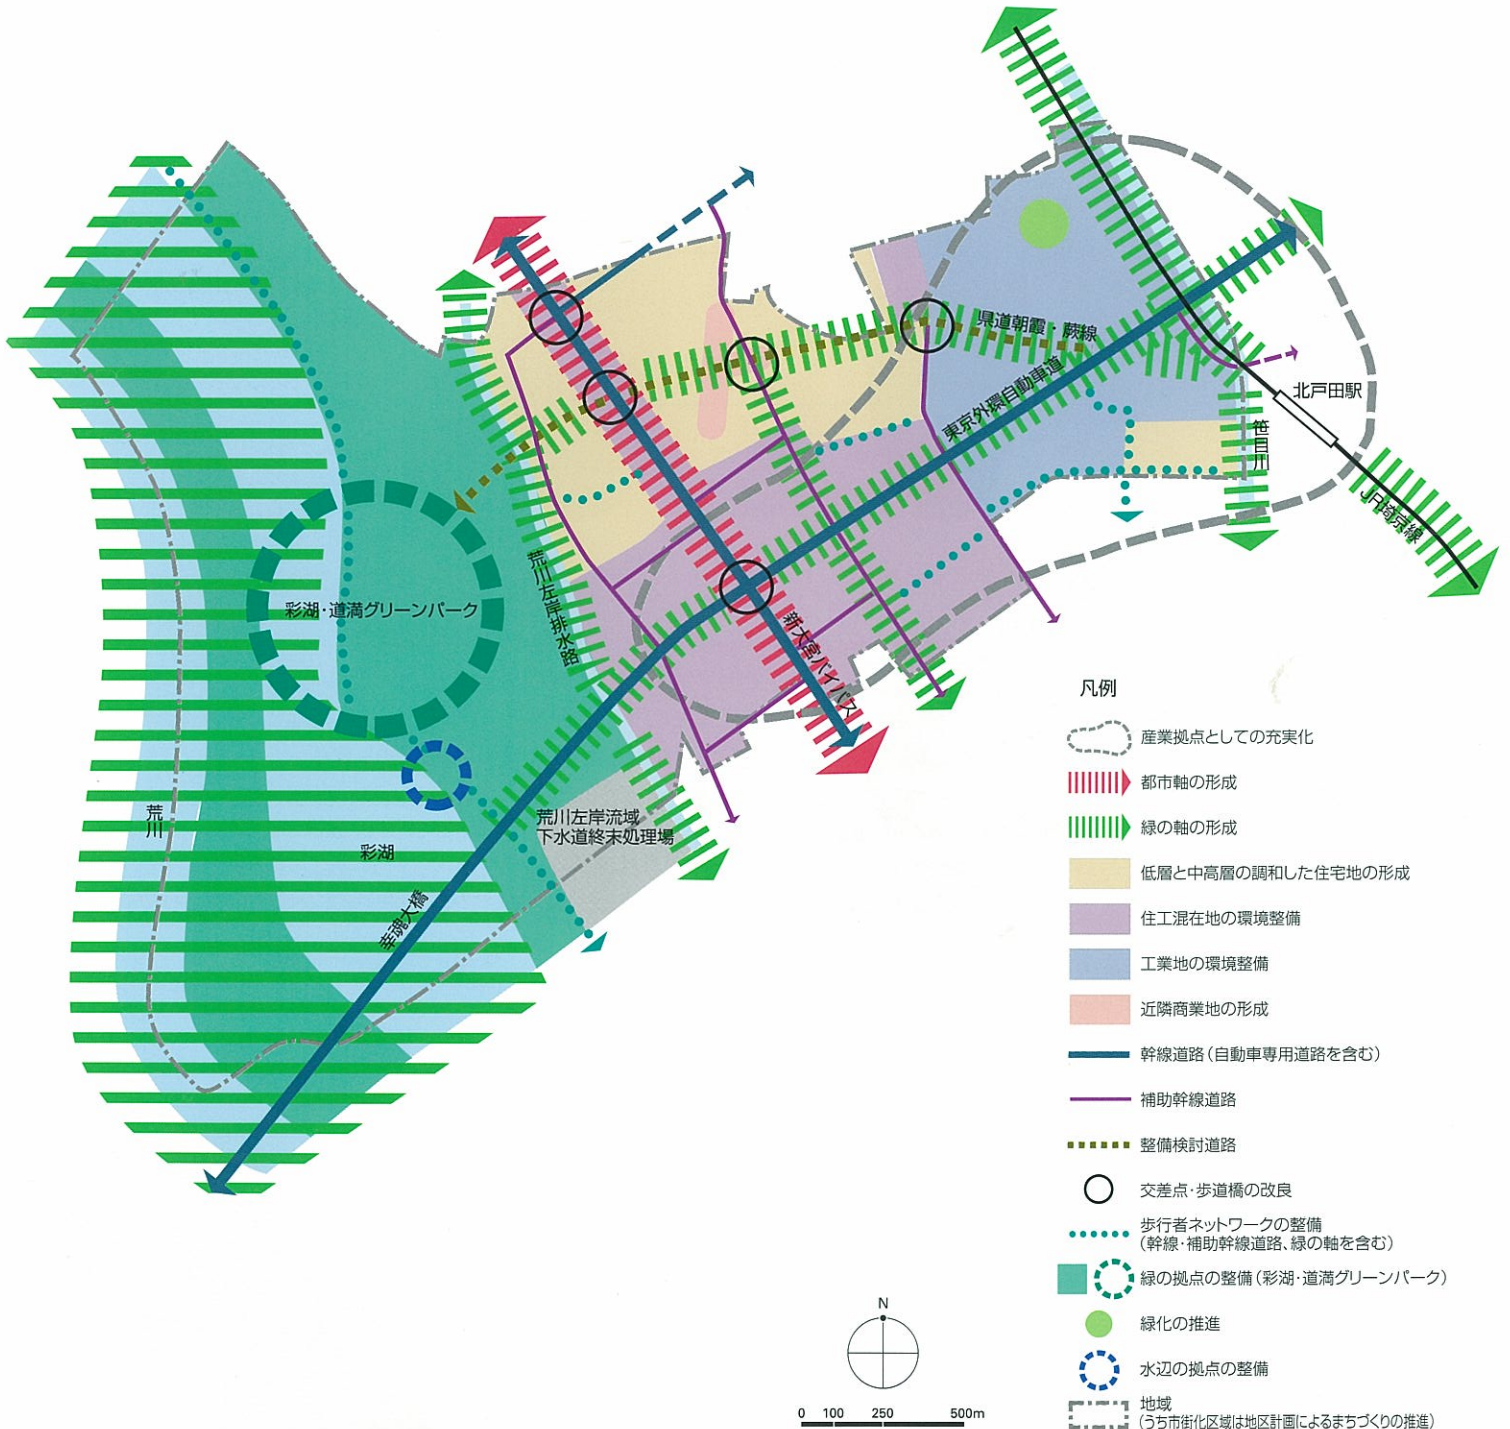 県道朝霞・蕨線
東京外環自動車道
北戸田駅
笹目川
JR埼京線
荒川左岸排水路
彩湖・道満グリーンパーク
新大宮バイパス
荒川
彩湖
荒川左岸流域
下水道終末処理場
幸魂大橋
凡例
産業拠点としての充実化
都市軸の形成
緑の軸の形成
低層と中高層の調和した住宅地の形成
住工混在地の環境整備
工業地の環境整備
近隣商業地の形成
幹線道路(自動車専用道路を含む)
補助幹線道路
整備検討道路
交差点・歩道橋の改良
歩行者ネットワークの整備
(幹線・補助幹線道路、緑の軸を含む)
緑の拠点の整備(彩湖・道満グリーンパーク)
緑化の推進
水辺の拠点の整備
地域
(うち市街化区域は地区計画によるまちづくりの推進)
N
0 100 250 500m